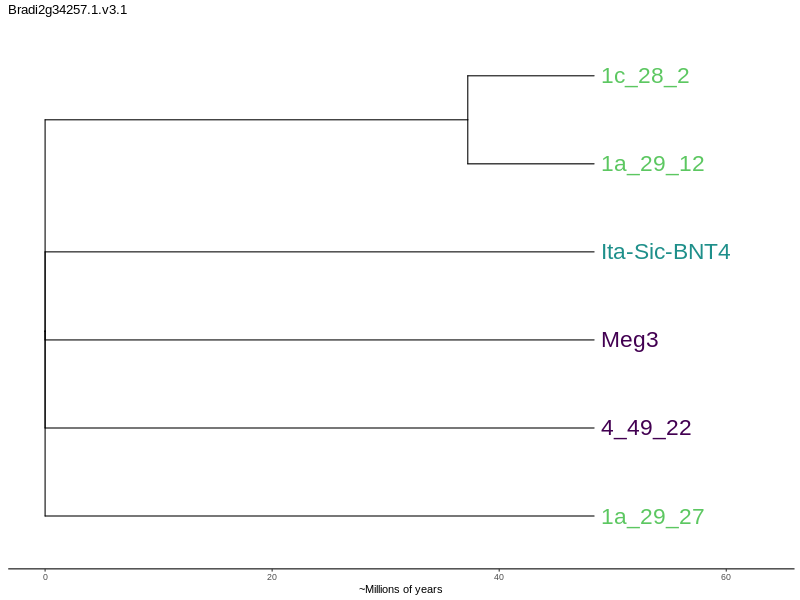 Bradi2g34257.1.v3.1
1c_28_2
1a_29_12
Ita-Sic-BNT4
Meg3
4_49_22
1a_29_27
0 20 40 60
~Millions of years